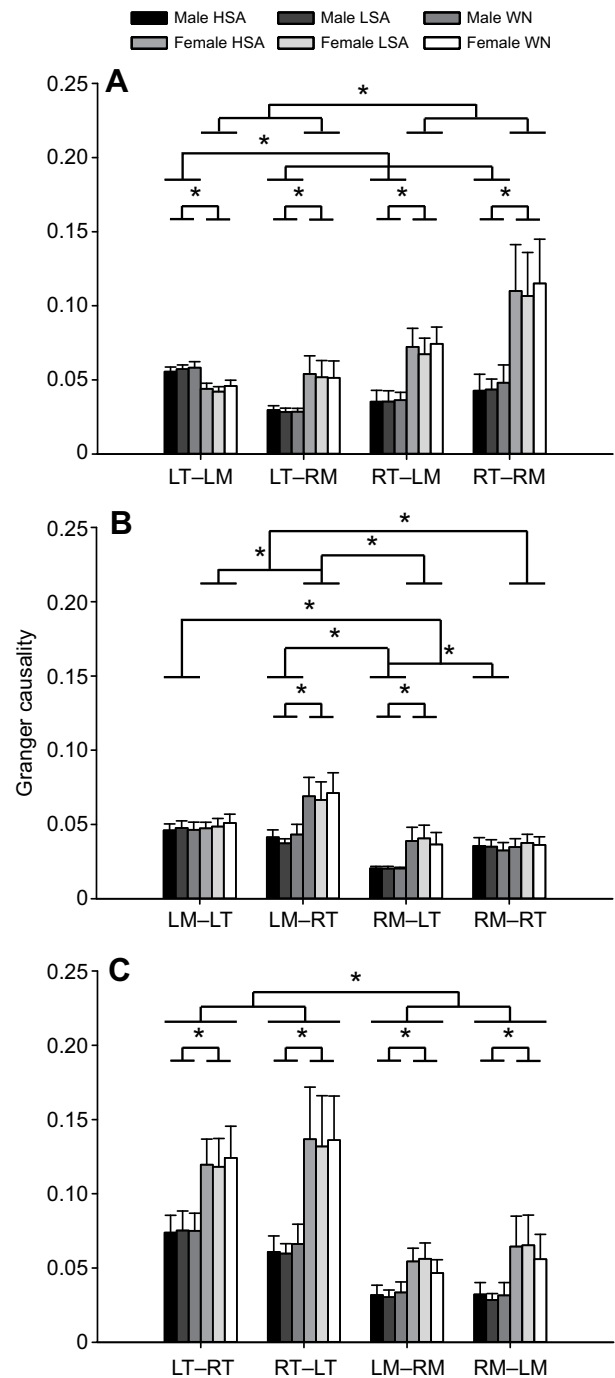 Male HSA Male LSA Male WN
Female HSA Female LSA Female WN
A
0.25
0.20
0.15
0.10
0.05
0
*
*
* * * *
LT–LM LT–RM RT–LM RT–RM
B
0.25
0.20
0.15
0.10
0.05
0
*
* *
*
* *
* *
LM–LT LM–RT RM–LT RM–RT
Granger causality
C
0.25
0.20
0.15
0.10
0.05
0
*
* * * *
LT–RT RT–LT LM–RM RM–LM